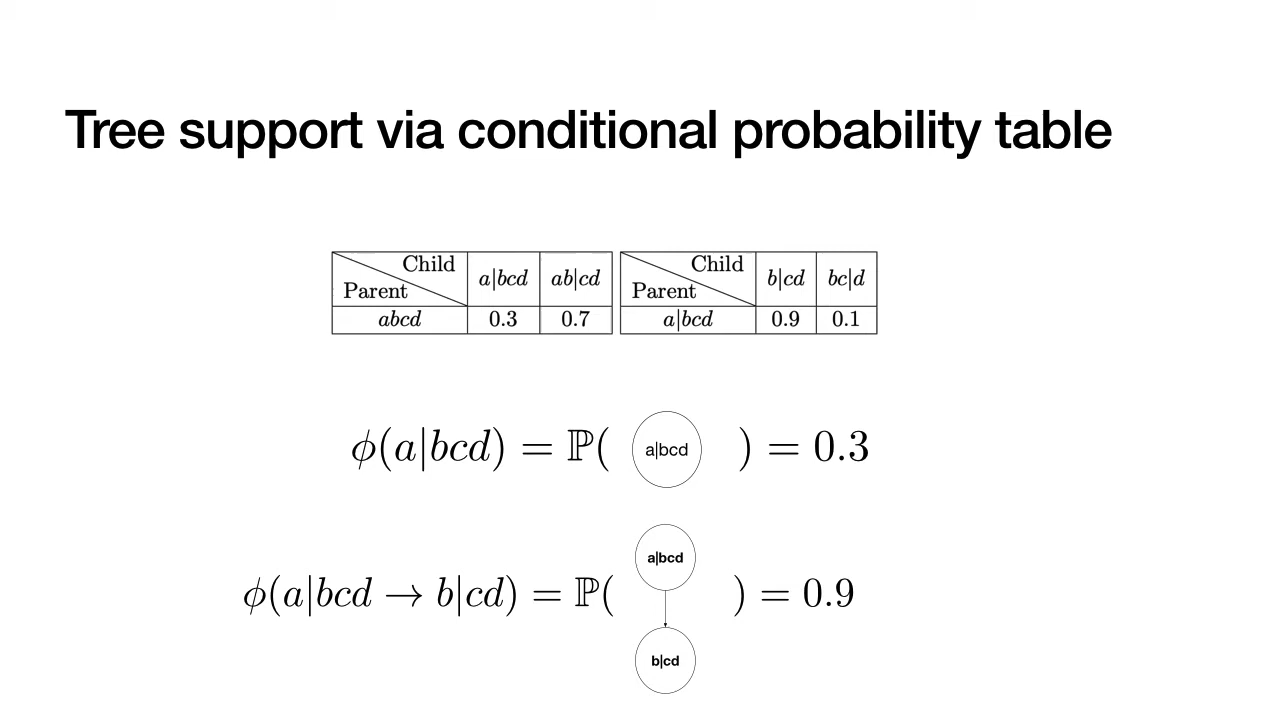 Tree support via conditional probability table
Child a|bcd ab|cd Child b|cd bc|d
Parent Parent
abcd 0.3 0.7 a|bcd 0.9 0.1
ϕ(a|bcd) = ℙ( a|bcd ) = 0.3
a|bcd
ϕ(a|bcd → b|cd) = ℙ( ) = 0.9
b|cd